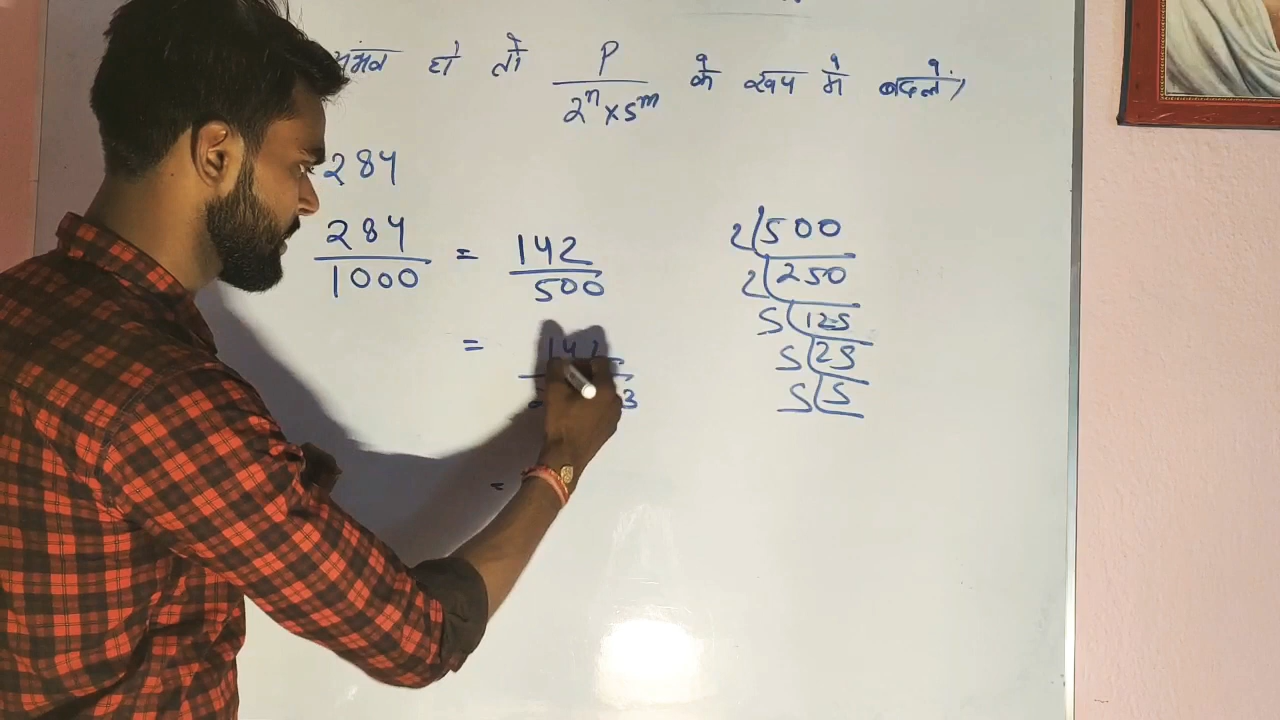 हो तो P / 2ⁿ×5ᵐ के रूप में बदलें।
284
284 / 1000 = 142 / 500
= 142 / 3
2 500
2 250
5 125
5 25
5 5